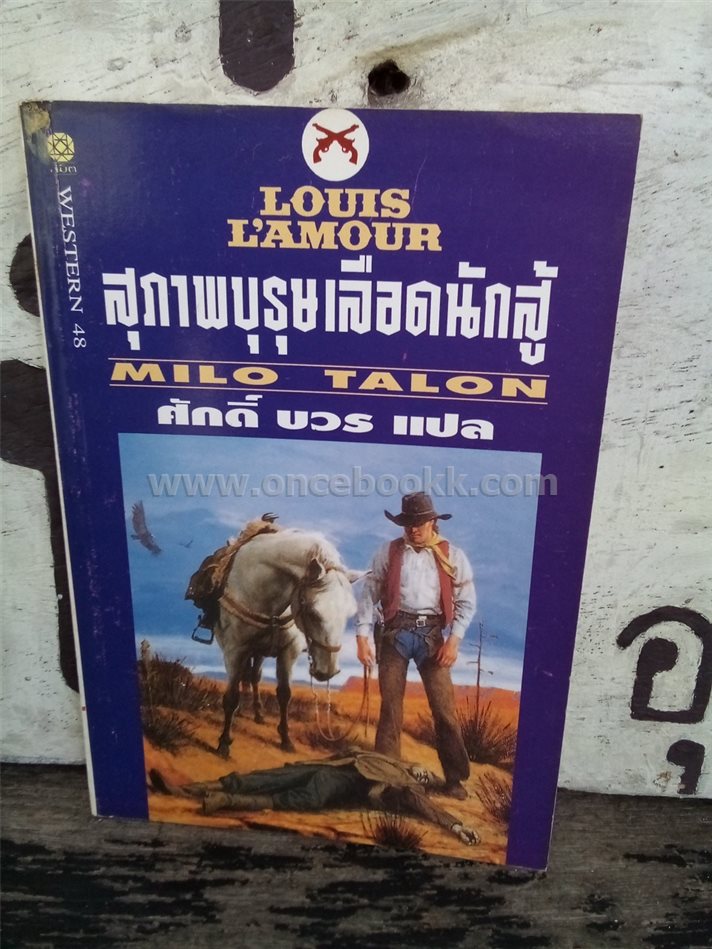 LOUIS
L'AMOUR
สุภาพบุรุษเลือดนักสู้
MILO TALON
ศักดิ์ บวร แปล
WESTERN 48
www.oncebookk.com